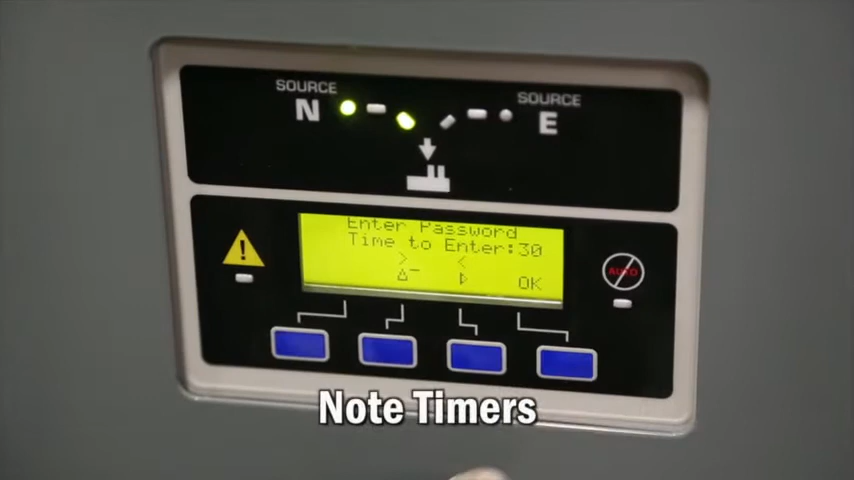 SOURCE
N
SOURCE
E
Enter Password
Time to Enter:30
> <
OK
AUTO
Note Timers